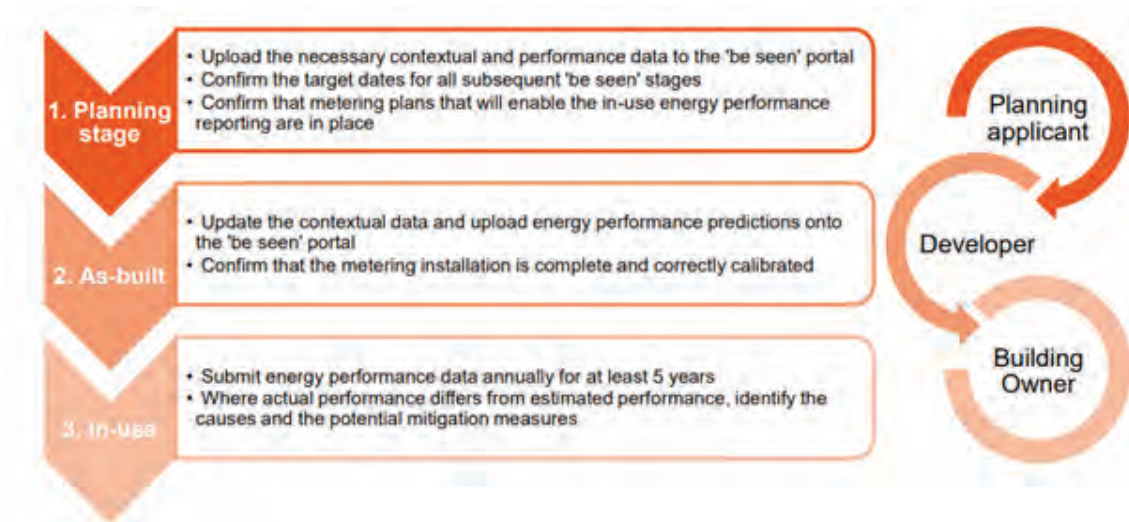 1. Planning
stage
• Upload the necessary contextual and performance data to the 'be seen' portal
• Confirm the target dates for all subsequent 'be seen' stages
• Confirm that metering plans that will enable the in-use energy performance
reporting are in place
Planning
applicant
2. As-built
• Update the contextual data and upload energy performance predictions onto
the 'be seen' portal
• Confirm that the metering installation is complete and correctly calibrated
Developer
3. In-use
• Submit energy performance data annually for at least 5 years
• Where actual performance differs from estimated performance, identify the
causes and the potential mitigation measures
Building
Owner